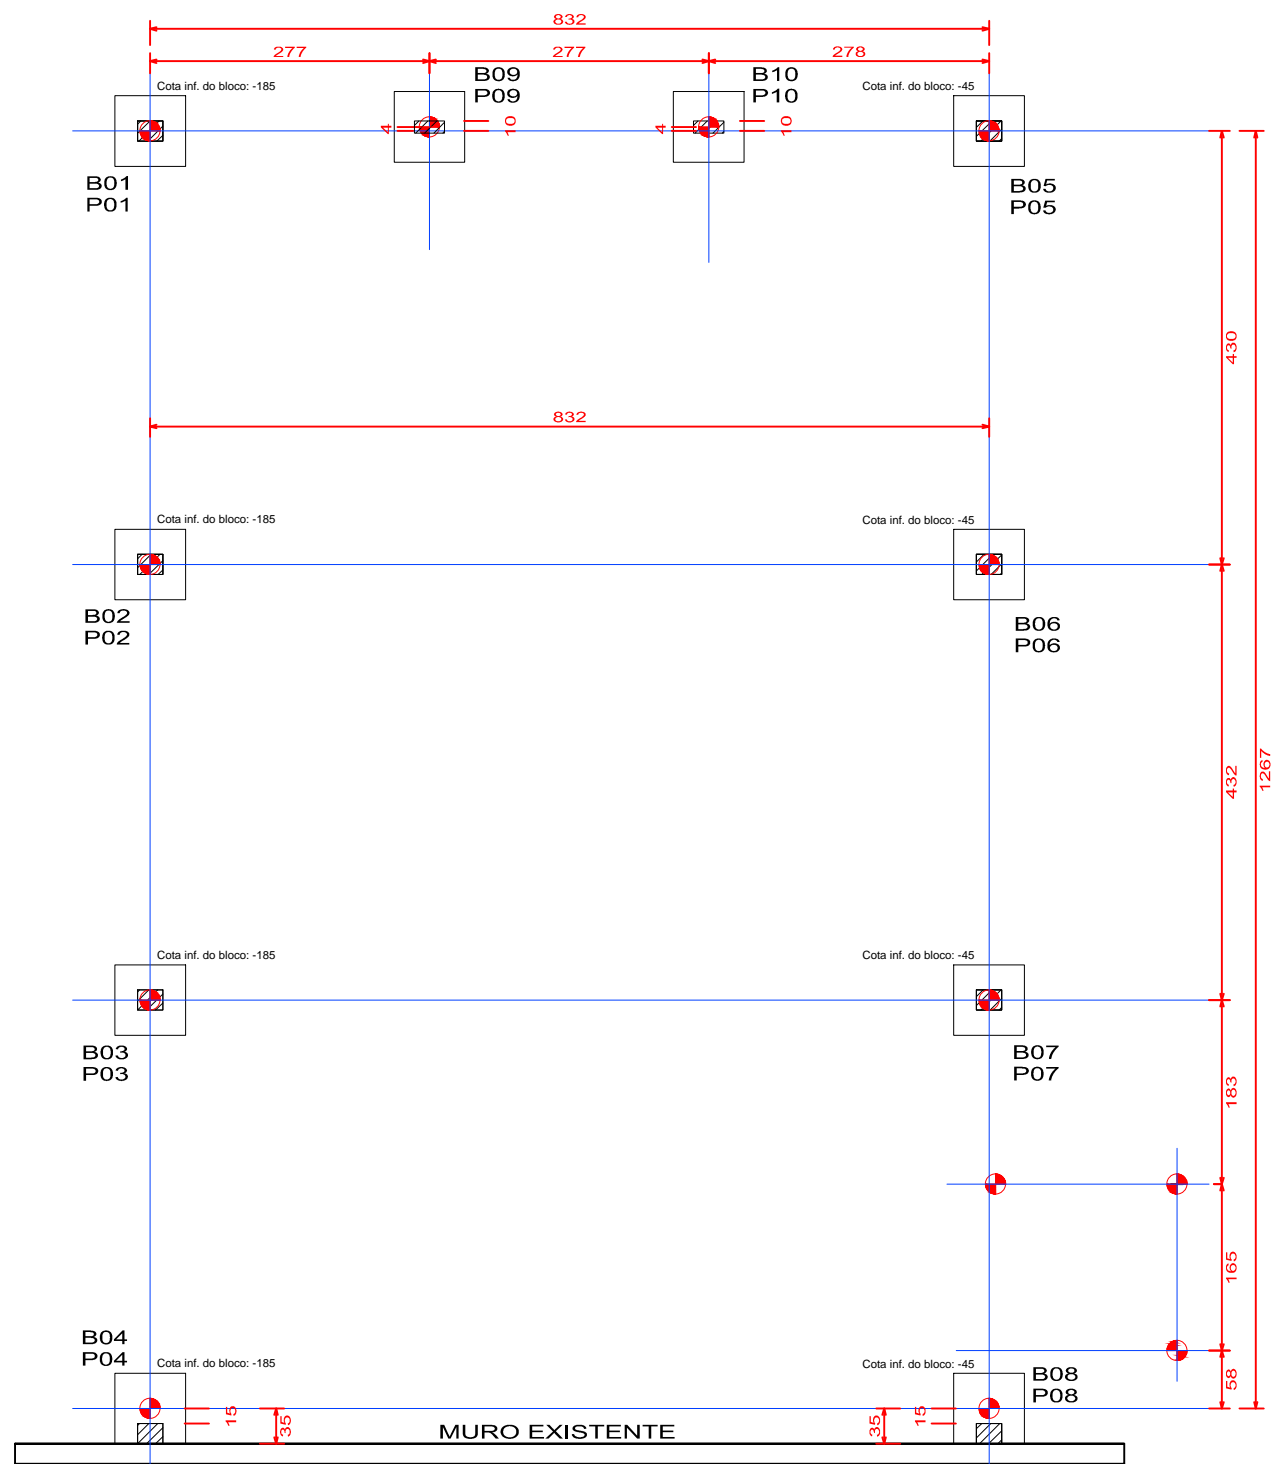 832
277
277
278
B09
P09
B10
P10
Cota inf. do bloco: -185
Cota inf. do bloco: -45
4
10
4
10
B01
P01
B05
P05
430
832
Cota inf. do bloco: -185
Cota inf. do bloco: -45
B02
P02
B06
P06
432
1267
Cota inf. do bloco: -185
Cota inf. do bloco: -45
B03
P03
B07
P07
183
165
B04
P04
Cota inf. do bloco: -185
Cota inf. do bloco: -45
B08
P08
58
15
35
MURO EXISTENTE
35
15